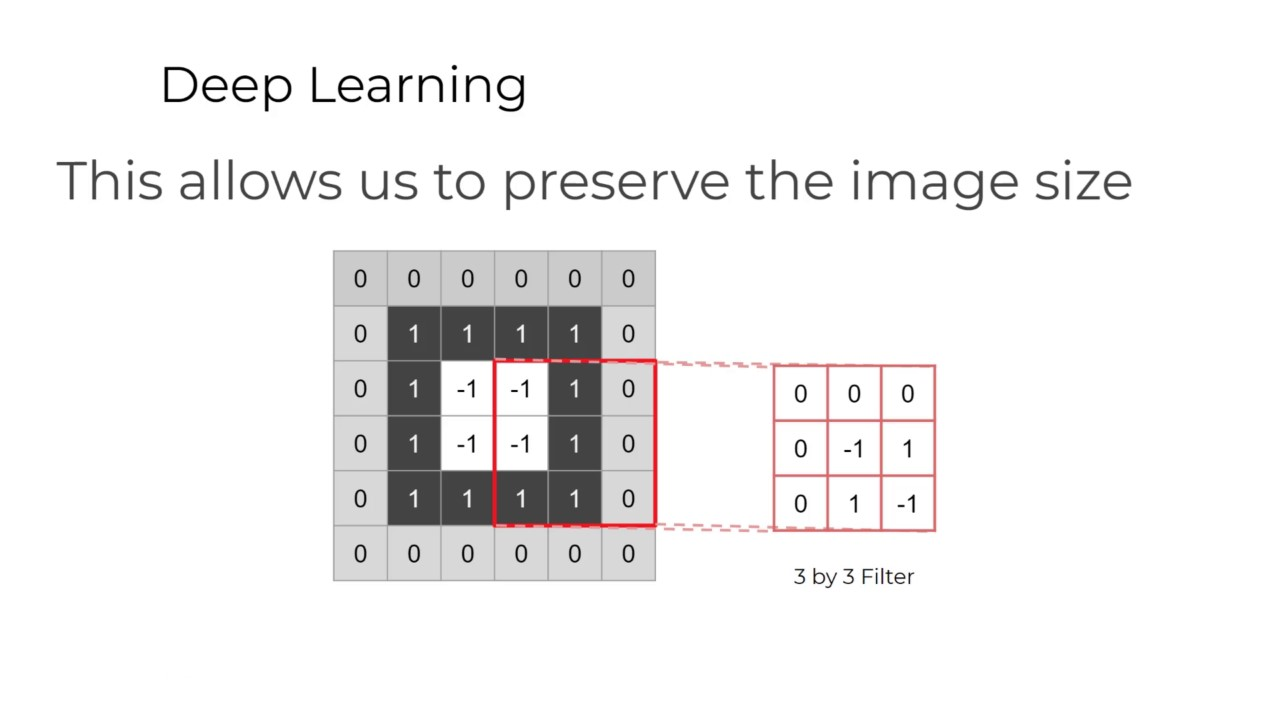 Deep Learning
This allows us to preserve the image size
0 0 0 0 0 0
0 1 1 1 1 0
0 1 -1 -1 1 0
0 1 -1 -1 1 0
0 1 1 1 1 0
0 0 0 0 0 0
0 0 0
0 -1 1
0 1 -1
3 by 3 Filter